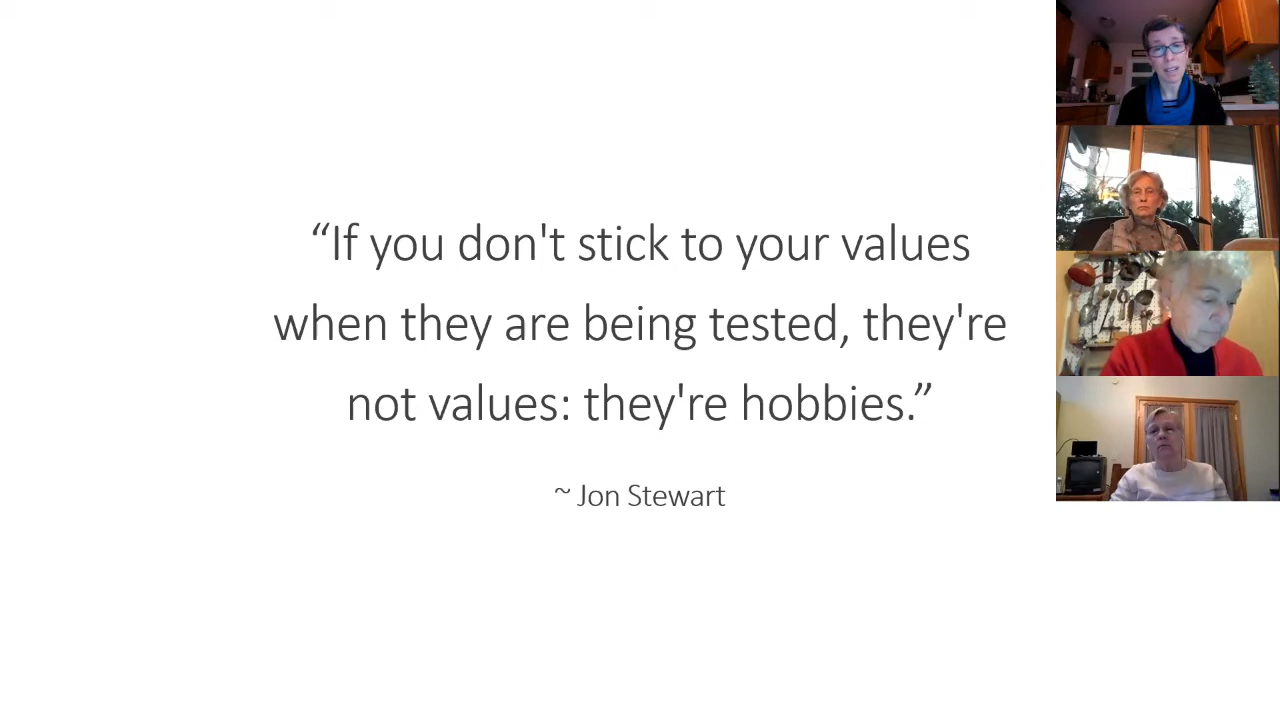 “If you don't stick to your values
when they are being tested, they're
not values: they're hobbies.”
~ Jon Stewart